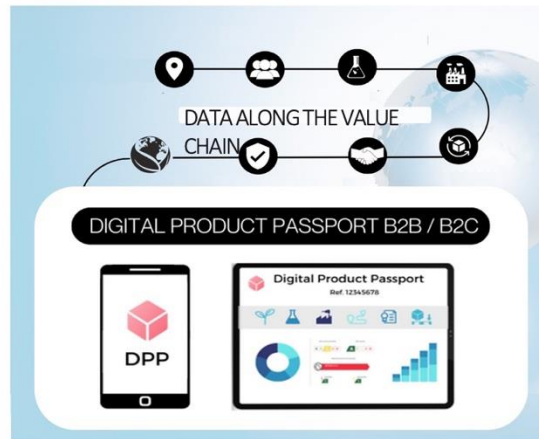 DATA ALONG THE VALUE
CHAIN
DIGITAL PRODUCT PASSPORT B2B / B2C
DPP
Digital Product Passport
Ref. 12345678